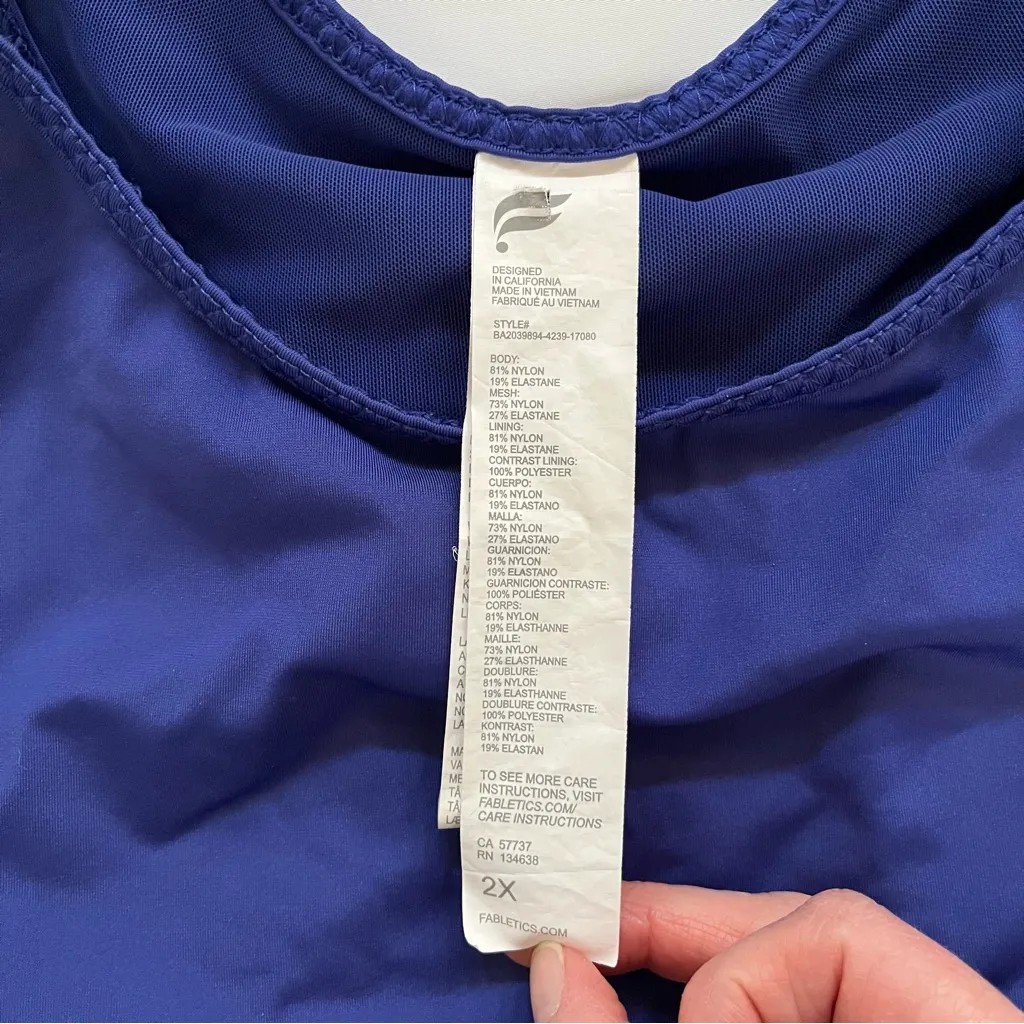 DESIGNED
IN CALIFORNIA
MADE IN VIETNAM
FABRIQUÉ AU VIETNAM
STYLE#
BA2039894-4239-17080
BODY:
81% NYLON
19% ELASTANE
MESH:
73% NYLON
27% ELASTANE
LINING:
81% NYLON
19% ELASTANE
CONTRAST LINING:
100% POLYESTER
CUERPO:
81% NYLON
19% ELASTANO
MALLA:
73% NYLON
27% ELASTANO
GUARNICION:
81% NYLON
19% ELASTANO
GUARNICION CONTRASTE:
100% POLIÉSTER
CORPS:
81% NYLON
19% ELASTHANNE
MAILLE:
73% NYLON
27% ELASTHANNE
DOUBLURE:
81% NYLON
19% ELASTHANNE
DOUBLURE CONTRASTE:
100% POLYESTER
KONTRAST:
81% NYLON
19% ELASTAN
TO SEE MORE CARE
INSTRUCTIONS, VISIT
FABLETICS.COM/
CARE INSTRUCTIONS
CA 57737
RN 134638
2X
FABLETICS.COM